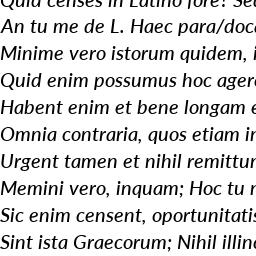 Quid censes in Latino fore? Sed
An tu me de L. Haec para/doca
Minime vero istorum quidem, i
Quid enim possumus hoc agere
Habent enim et bene longam e
Omnia contraria, quos etiam in
Urgent tamen et nihil remittun
Memini vero, inquam; Hoc tu n
Sic enim censent, oportunitatis
Sint ista Graecorum; Nihil illinc